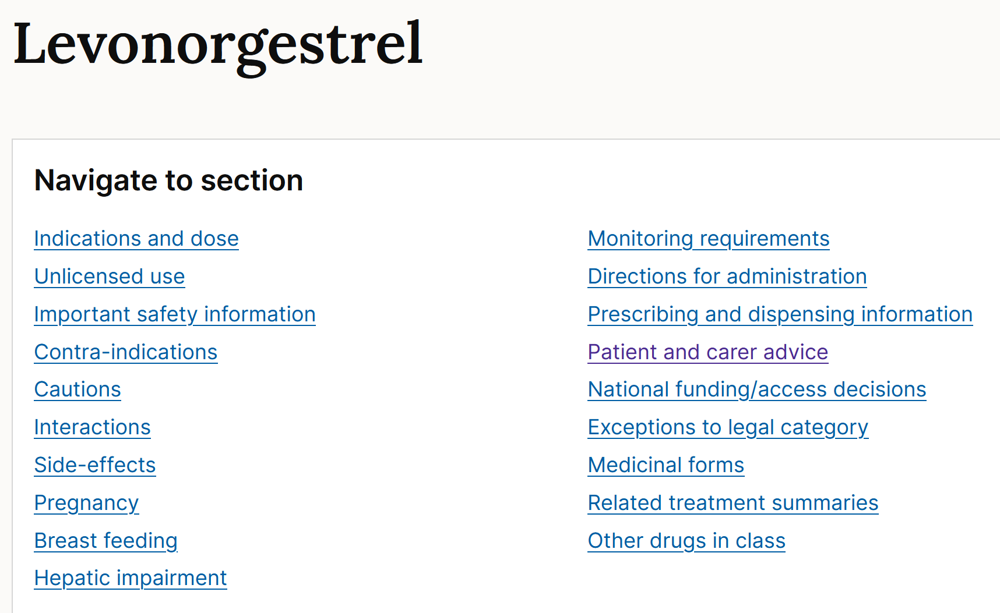 Levonorgestrel
Navigate to section
Indications and dose
Unlicensed use
Important safety information
Contra-indications
Cautions
Interactions
Side-effects
Pregnancy
Breast feeding
Hepatic impairment
Monitoring requirements
Directions for administration
Prescribing and dispensing information
Patient and carer advice
National funding/access decisions
Exceptions to legal category
Medicinal forms
Related treatment summaries
Other drugs in class